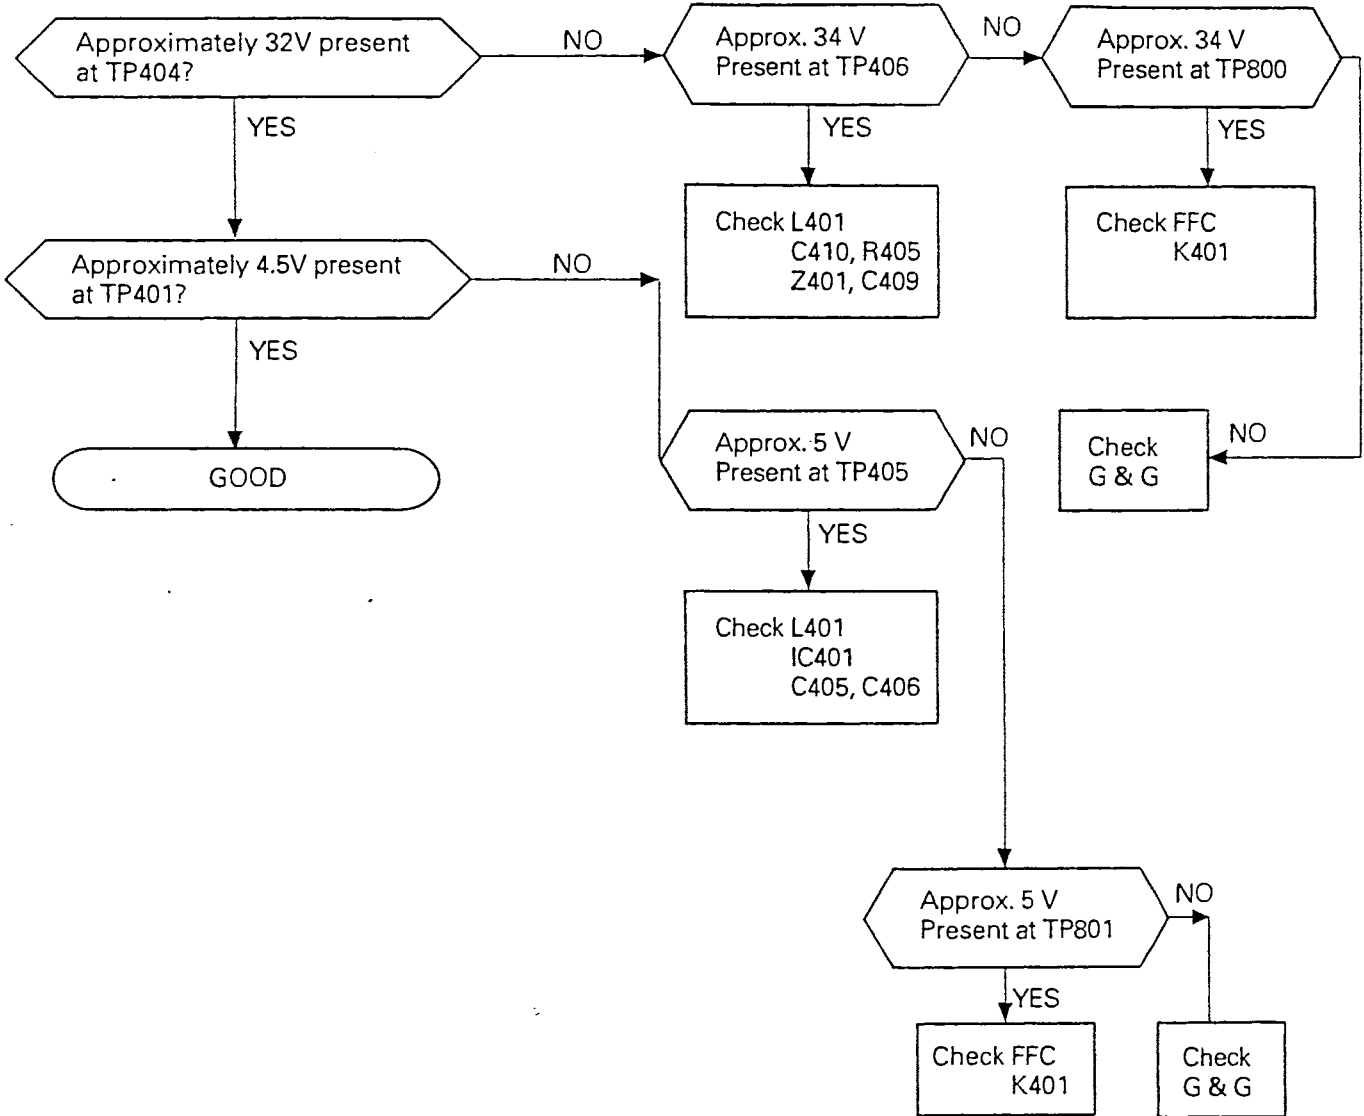 Approximately 32V present
at TP404?
NO
Approx. 34 V
Present at TP406
NO
Approx. 34 V
Present at TP800
YES
YES
YES
Check L401
C410, R405
Z401, C409
Check FFC
K401
Approximately 4.5V present
at TP401?
NO
YES
GOOD
Approx. 5 V
Present at TP405
NO
Check
G & G
NO
YES
Check L401
IC401
C405, C406
Approx. 5 V
Present at TP801
NO
YES
Check FFC
K401
Check
G & G